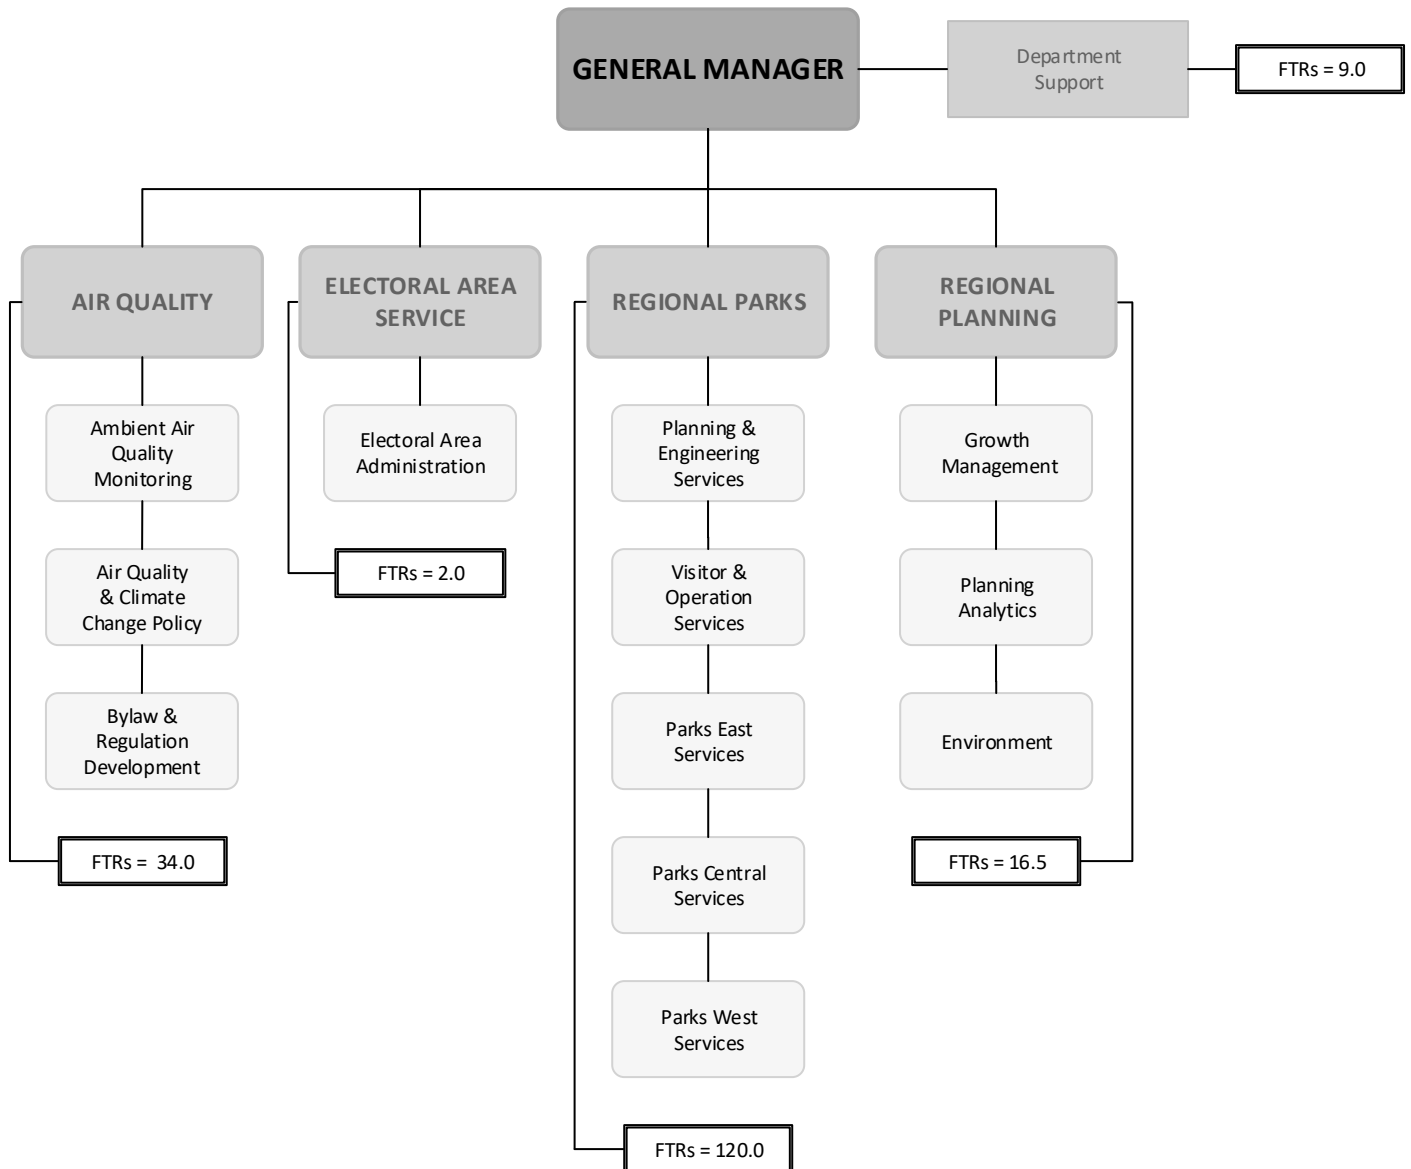 GENERAL MANAGER
Department
Support
FTRs = 9.0
AIR QUALITY
ELECTORAL AREA
SERVICE
REGIONAL PARKS
REGIONAL
PLANNING
Ambient Air
Quality
Monitoring
Air Quality
& Climate
Change Policy
Bylaw &
Regulation
Development
FTRs =  34.0
Electoral Area
Administration
FTRs = 2.0
Planning &
Engineering
Services
Visitor &
Operation
Services
Parks East
Services
Parks Central
Services
Parks West
Services
FTRs = 120.0
Growth
Management
Planning
Analytics
Environment
FTRs = 16.5